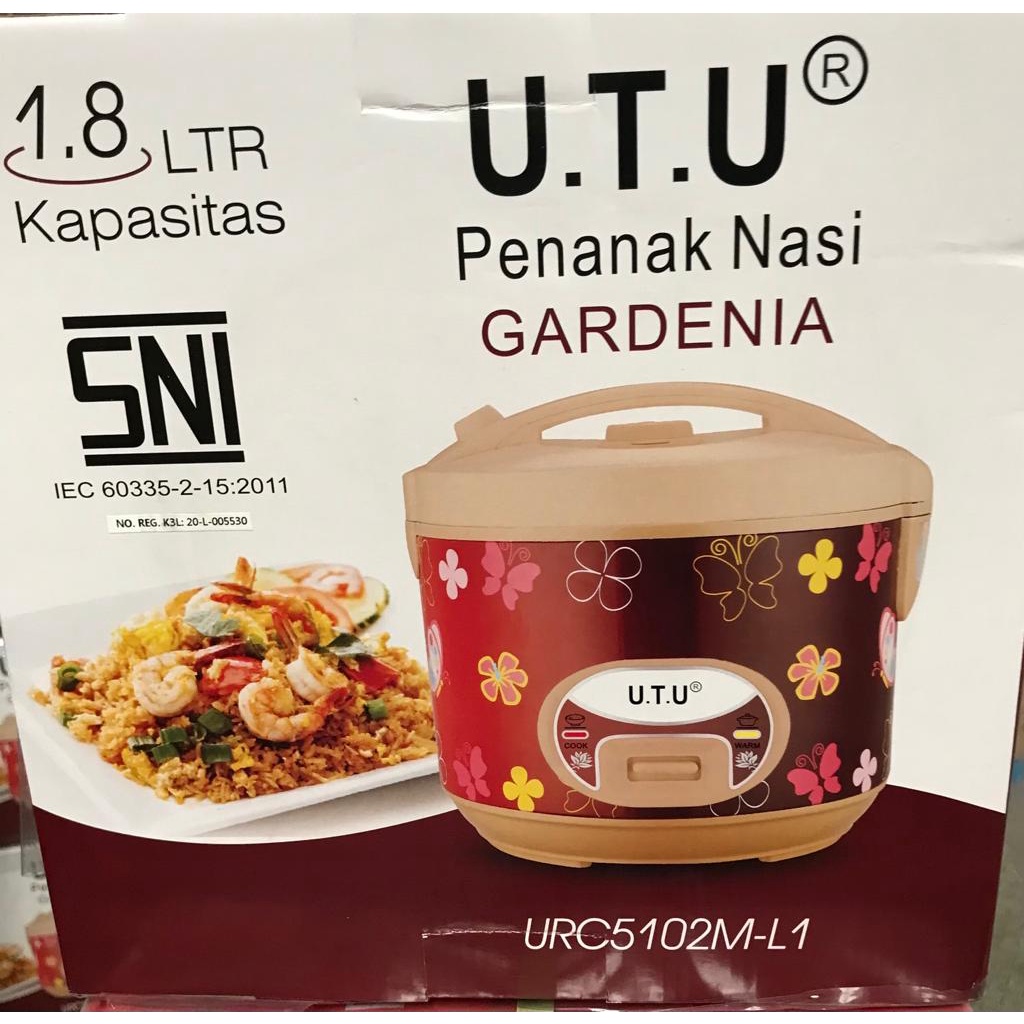 1.8 LTR
Kapasitas
U.T.U®
Penanak Nasi
GARDENIA
SNI
IEC 60335-2-15:2011
NO. REG. K3L: 20-L-005530
U.T.U®
COOK
WARM
URC5102M-L1